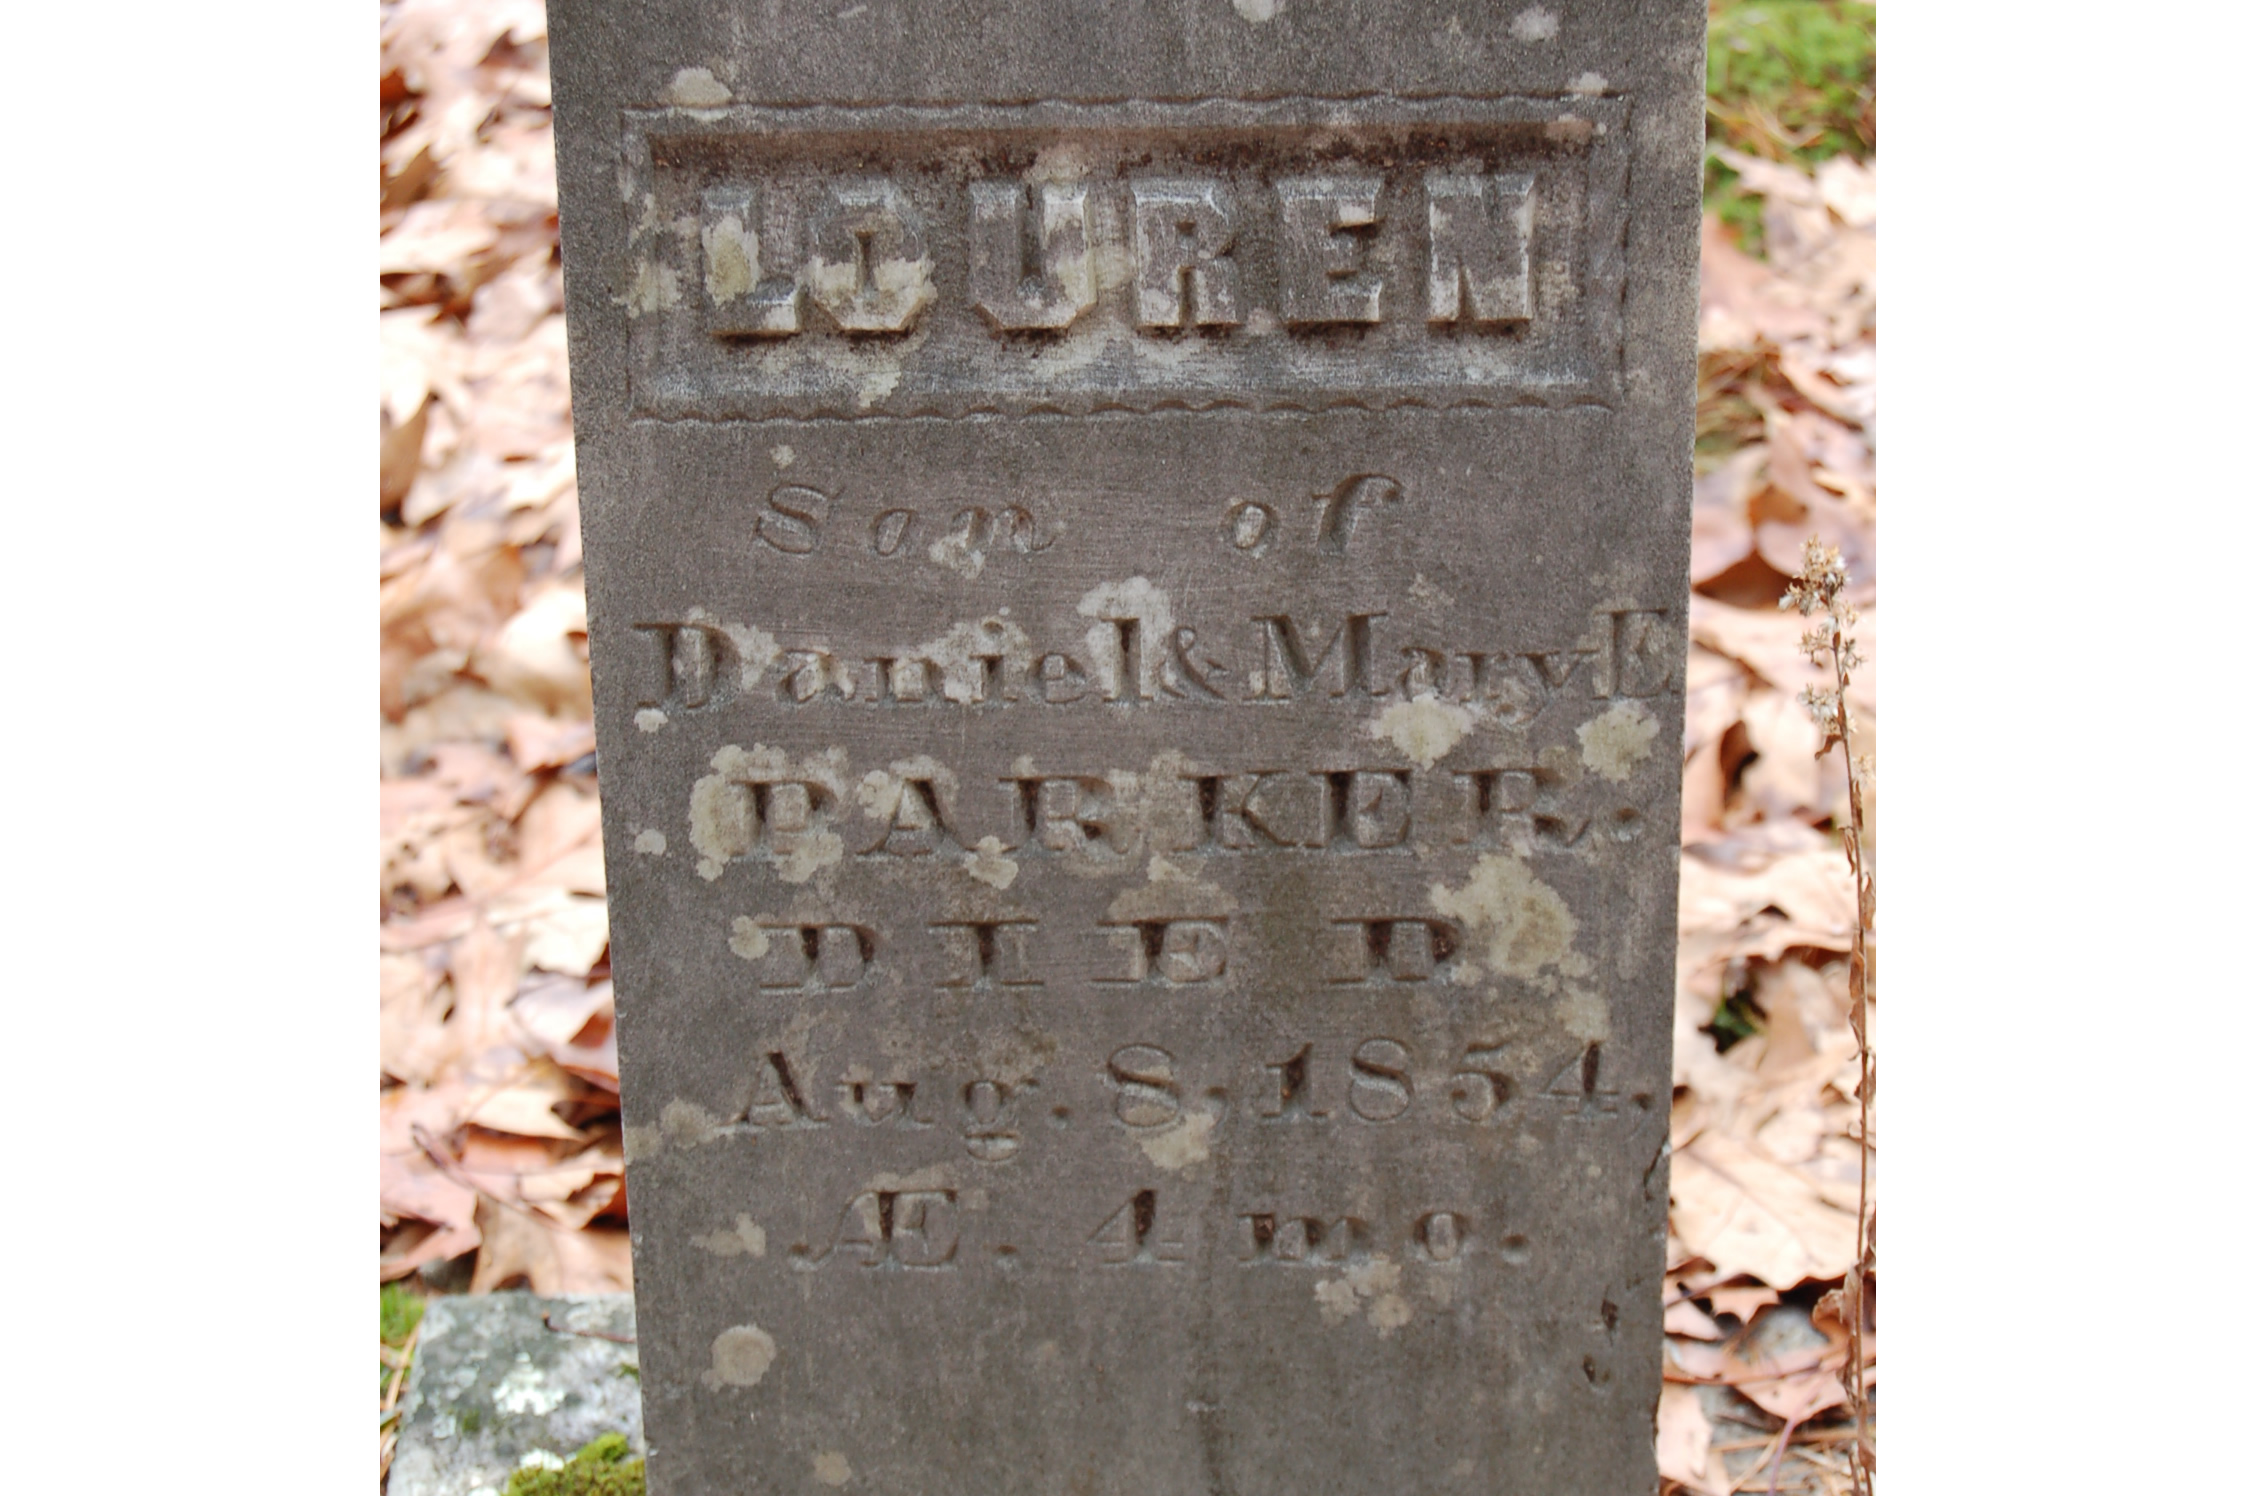 LOUREN
Son of
Daniel & Mary E
PARKER.
DIED
Aug. 8, 1854,
Æ. 4 mo.